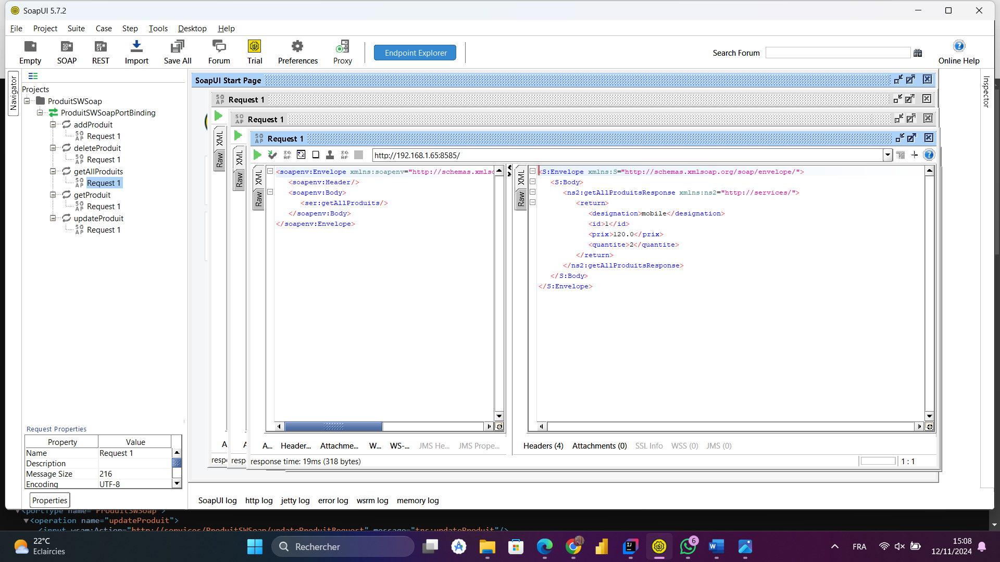 SoapUI 5.7.2
File Project Suite Case Step Tools Desktop Help
Empty SOAP REST Import Save All Forum Trial Preferences Proxy Endpoint Explorer Search Forum Online Help
Navigator
Inspector
Projects
ProduitSWSoap
ProduitSWSoapPortBinding
addProduit
Request 1
deleteProduit
Request 1
getAllProduits
Request 1
getProduit
Request 1
updateProduit
Request 1
SoapUI Start Page
Request 1
Request 1
Request 1
http://192.168.1.65:8585/
XML
Raw
XML
Raw
XML
Raw
<soapenv:Envelope xmlns:soapenv="http://schemas.xmlso
<soapenv:Header/>
<soapenv:Body>
<ser:getAllProduits/>
</soapenv:Body>
</soapenv:Envelope>
XML
Raw
<S:Envelope xmlns:S="http://schemas.xmlsoap.org/soap/envelope/">
<S:Body>
<ns2:getAllProduitsResponse xmlns:ns2="http://services/">
<return>
<designation>mobile</designation>
<id>1</id>
<prix>120.0</prix>
<quantite>2</quantite>
</return>
</ns2:getAllProduitsResponse>
</S:Body>
</S:Envelope>
A A A... Header... Attachme... W... WS-... JMS He... JMS Prope...
Headers (4) Attachments (0) SSL Info WSS (0) JMS (0)
respo resp response time: 19ms (318 bytes)
1 : 1
Request Properties
Property Value
Name Request 1
Description
Message Size 216
Encoding UTF-8
Properties
SoapUI log http log jetty log error log wsrm log memory log
<portType name="ProduitSWSoap">
<operation name="updateProduit">
<input wsam:Action="http://services/ProduitSWSoap/updateProduitRequest" message="tns:updateProduit"/>
22°C
Eclaircies
Rechercher
6
FRA
15:08
12/11/2024